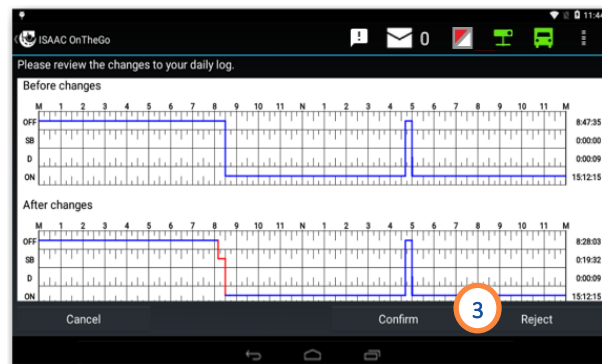 11:44
ISAAC OnTheGo 0
Please review the changes to your daily log.
Before changes
M 1 2 3 4 5 6 7 8 9 10 11 N 1 2 3 4 5 6 7 8 9 10 11 M
OFF 8:47:35
SB 0:00:00
D 0:00:09
ON 15:12:15
After changes
M 1 2 3 4 5 6 7 8 9 10 11 N 1 2 3 4 5 6 7 8 9 10 11 M
OFF 8:28:03
SB 0:19:32
D 0:00:09
ON 15:12:15
Cancel Confirm 3 Reject